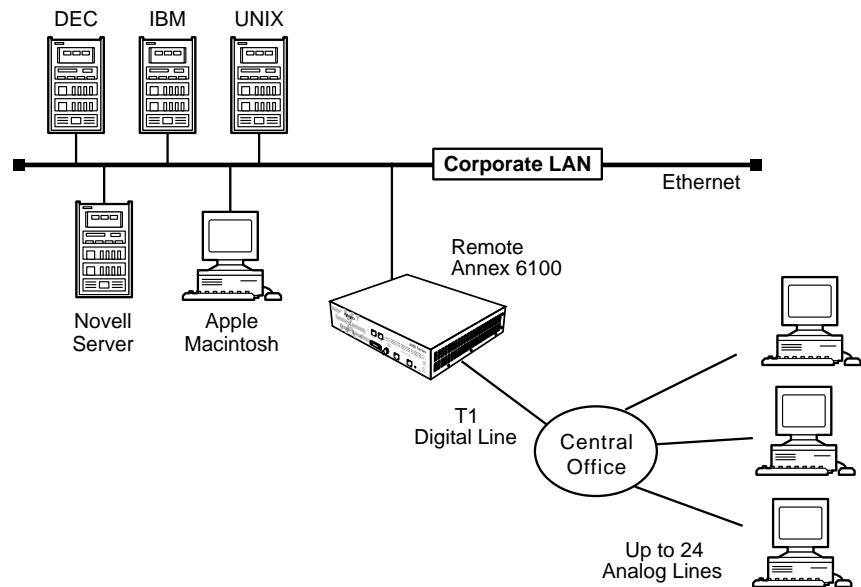 DEC
IBM
UNIX
Corporate LAN
Ethernet
Novell
Server
Apple
Macintosh
Remote
Annex 6100
T1
Digital Line
Central
Office
Up to 24
Analog Lines